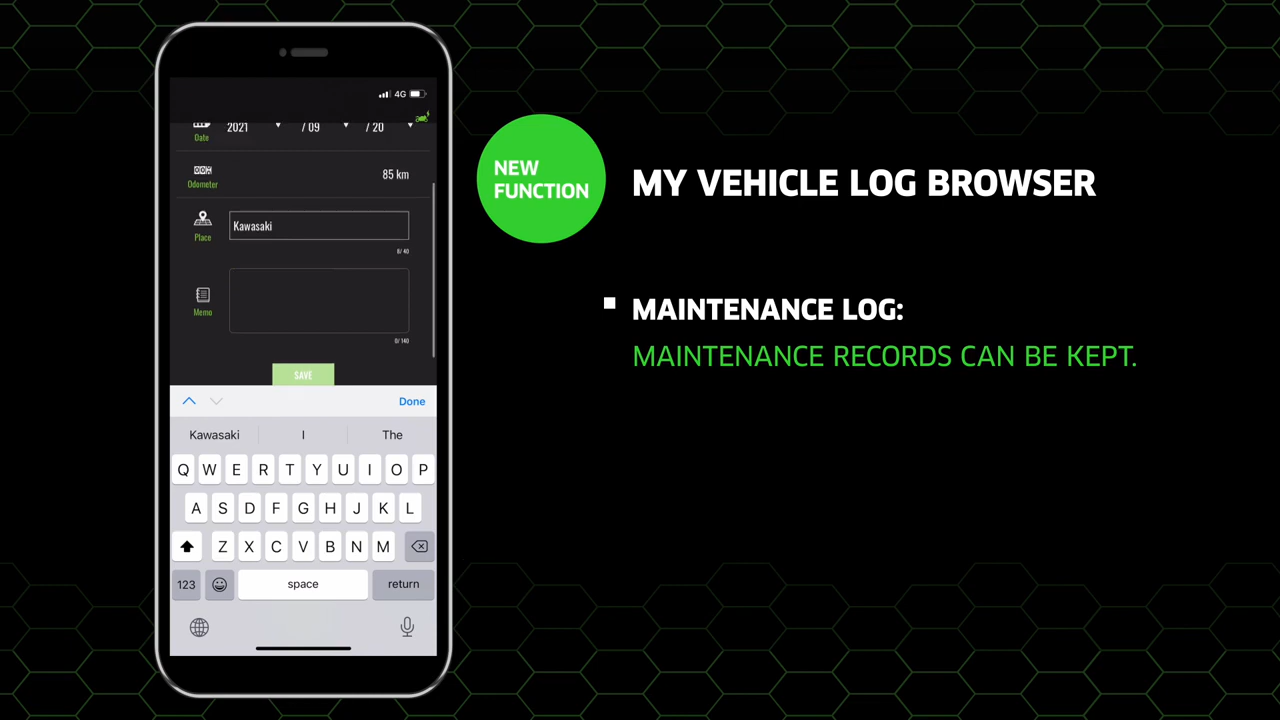 4G
2021 ▼ / 09 ▼ / 20 ▼
Date
85 km
Odometer
Kawasaki
Place
8/ 40
Memo
0/ 140
SAVE
Done
Kawasaki I The
Q W E R T Y U I O P
A S D F G H J K L
Z X C V B N M
123 space return
NEW
FUNCTION
MY VEHICLE LOG BROWSER
MAINTENANCE LOG:
MAINTENANCE RECORDS CAN BE KEPT.